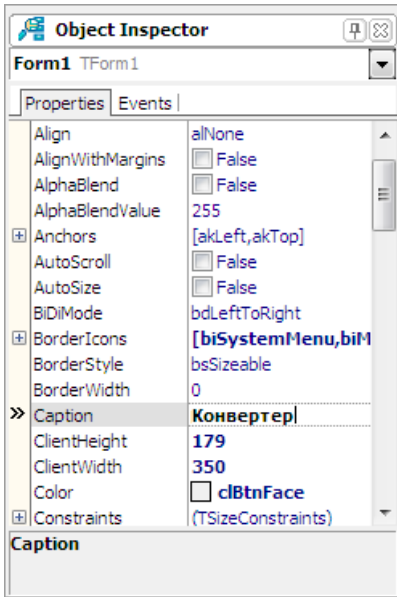 Object Inspector
Form1 TForm1
Properties Events
Align alNone
AlignWithMargins False
AlphaBlend False
AlphaBlendValue 255
Anchors [akLeft,akTop]
AutoScroll False
AutoSize False
BiDiMode bdLeftToRight
BorderIcons [biSystemMenu,biM
BorderStyle bsSizeable
BorderWidth 0
Caption Конвертер
ClientHeight 179
ClientWidth 350
Color clBtnFace
Constraints (TSizeConstraints)
Caption